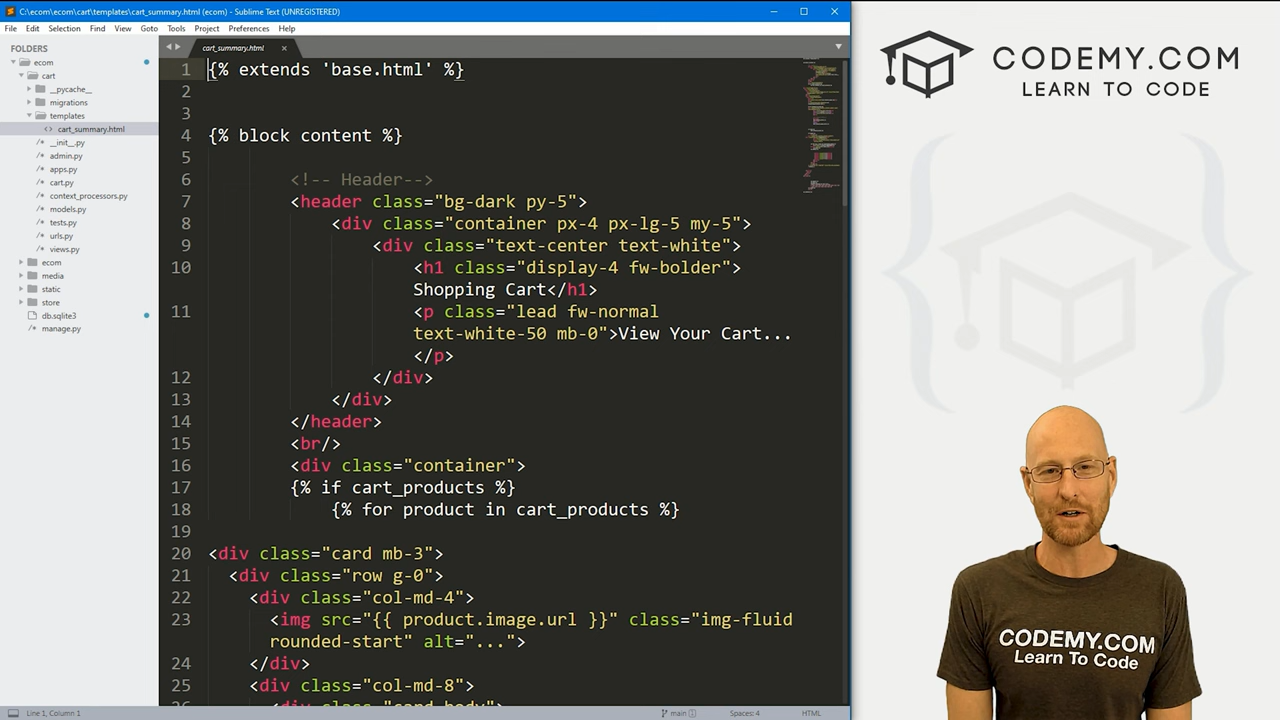 C:\ecom\cart\templates\cart_summary.html (ecom) - Sublime Text (UNREGISTERED)
File Edit Selection Find View Goto Tools Project Preferences Help
FOLDERS
ecom
cart
__pycache__
migrations
templates
cart_summary.html
__init__.py
admin.py
apps.py
cart.py
context_processors.py
models.py
tests.py
urls.py
views.py
ecom
media
static
store
db.sqlite3
manage.py
cart_summary.html
1 {% extends 'base.html' %}
2
3
4 {% block content %}
5
6 <!-- Header-->
7 <header class="bg-dark py-5">
8 <div class="container px-4 px-lg-5 my-5">
9 <div class="text-center text-white">
10 <h1 class="display-4 fw-bolder">
Shopping Cart</h1>
11 <p class="lead fw-normal
text-white-50 mb-0">View Your Cart...
</p>
12 </div>
13 </div>
14 </header>
15 <br/>
16 <div class="container">
17 {% if cart_products %}
18 {% for product in cart_products %}
19
20 <div class="card mb-3">
21 <div class="row g-0">
22 <div class="col-md-4">
23 <img src="{{ product.image.url }}" class="img-fluid
rounded-start" alt="...">
24 </div>
25 <div class="col-md-8">
Line 1, Column 1
main
Spaces: 4
HTML
CODEMY.COM
LEARN TO CODE
CODEMY.COM
Learn To Code